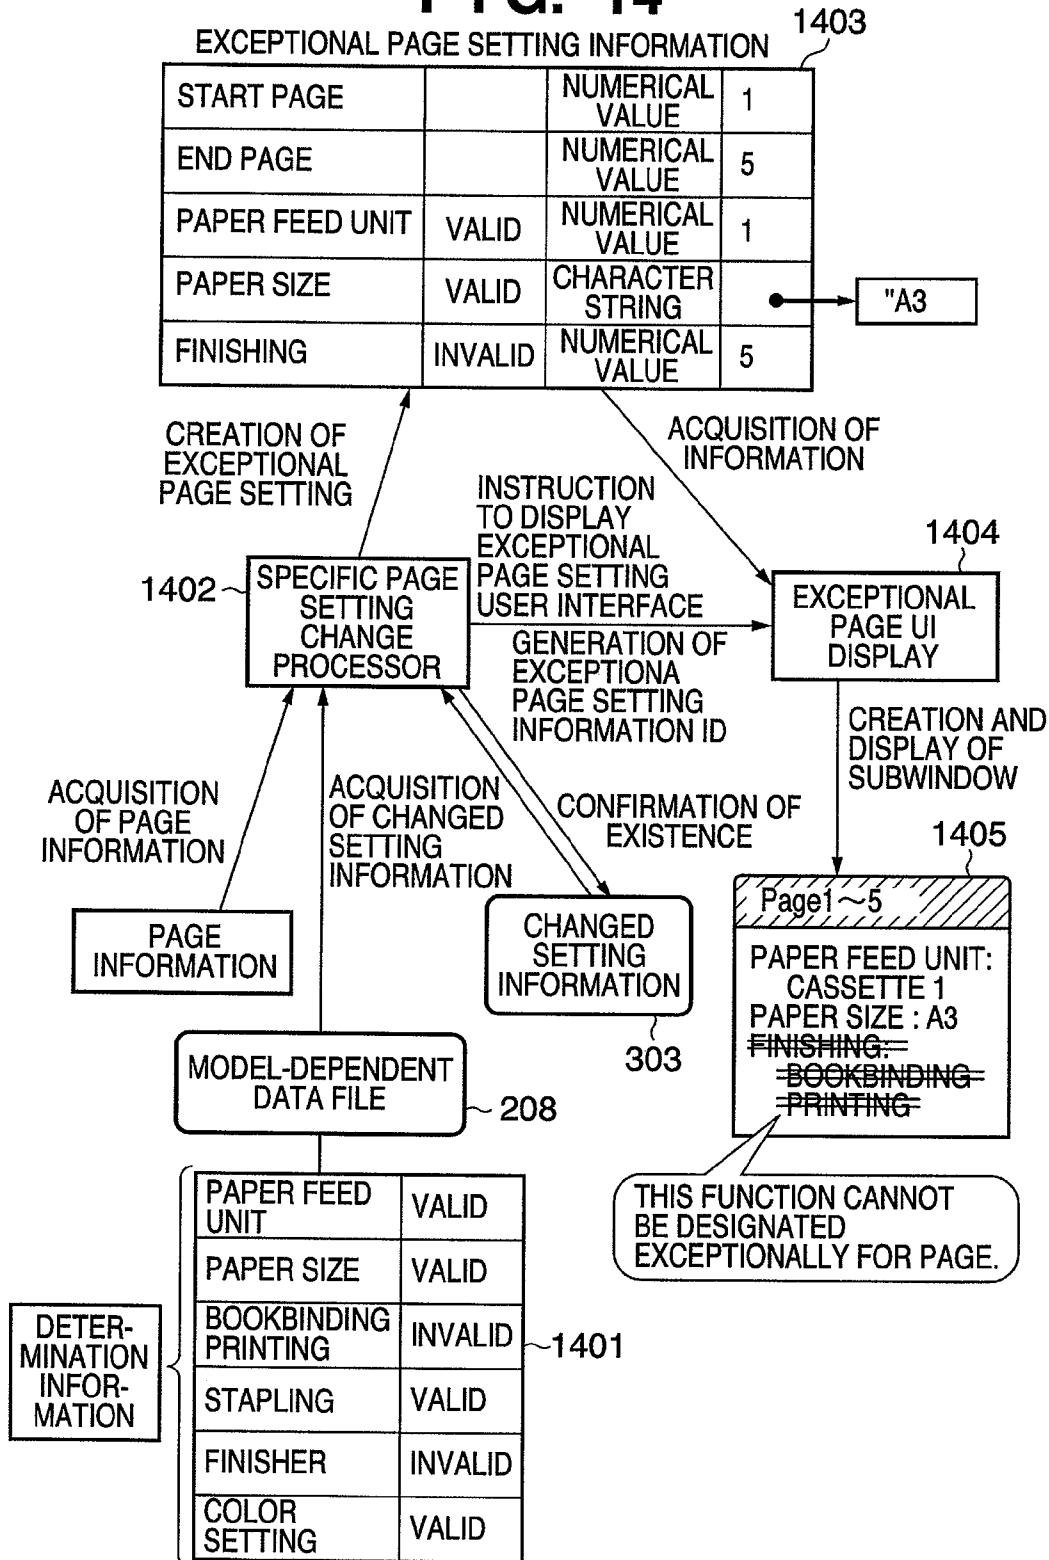 FIG. 14
1403
EXCEPTIONAL PAGE SETTING INFORMATION
START PAGE
NUMERICAL
VALUE
1
END PAGE
NUMERICAL
VALUE
5
PAPER FEED UNIT
VALID
NUMERICAL
VALUE
1
PAPER SIZE
VALID
CHARACTER
STRING
"A3
FINISHING
INVALID
NUMERICAL
VALUE
5
CREATION OF
EXCEPTIONAL
PAGE SETTING
ACQUISITION OF
INFORMATION
INSTRUCTION
TO DISPLAY
EXCEPTIONAL
PAGE SETTING
USER INTERFACE
1402
SPECIFIC PAGE
SETTING
CHANGE
PROCESSOR
1404
EXCEPTIONAL
PAGE UI
DISPLAY
GENERATION OF
EXCEPTIONA
PAGE SETTING
INFORMATION ID
CREATION AND
DISPLAY OF
SUBWINDOW
ACQUISITION
OF PAGE
INFORMATION
ACQUISITION
OF CHANGED
SETTING
INFORMATION
CONFIRMATION OF
EXISTENCE
1405
PAGE
INFORMATION
CHANGED
SETTING
INFORMATION
303
Page1～5
PAPER FEED UNIT:
CASSETTE 1
PAPER SIZE : A3
FINISHING:
BOOKBINDING
PRINTING
MODEL-DEPENDENT
DATA FILE
208
THIS FUNCTION CANNOT
BE DESIGNATED
EXCEPTIONALLY FOR PAGE.
DETER-
MINATION
INFOR-
MATION
PAPER FEED
UNIT
VALID
PAPER SIZE
VALID
BOOKBINDING
PRINTING
INVALID
1401
STAPLING
VALID
FINISHER
INVALID
COLOR
SETTING
VALID